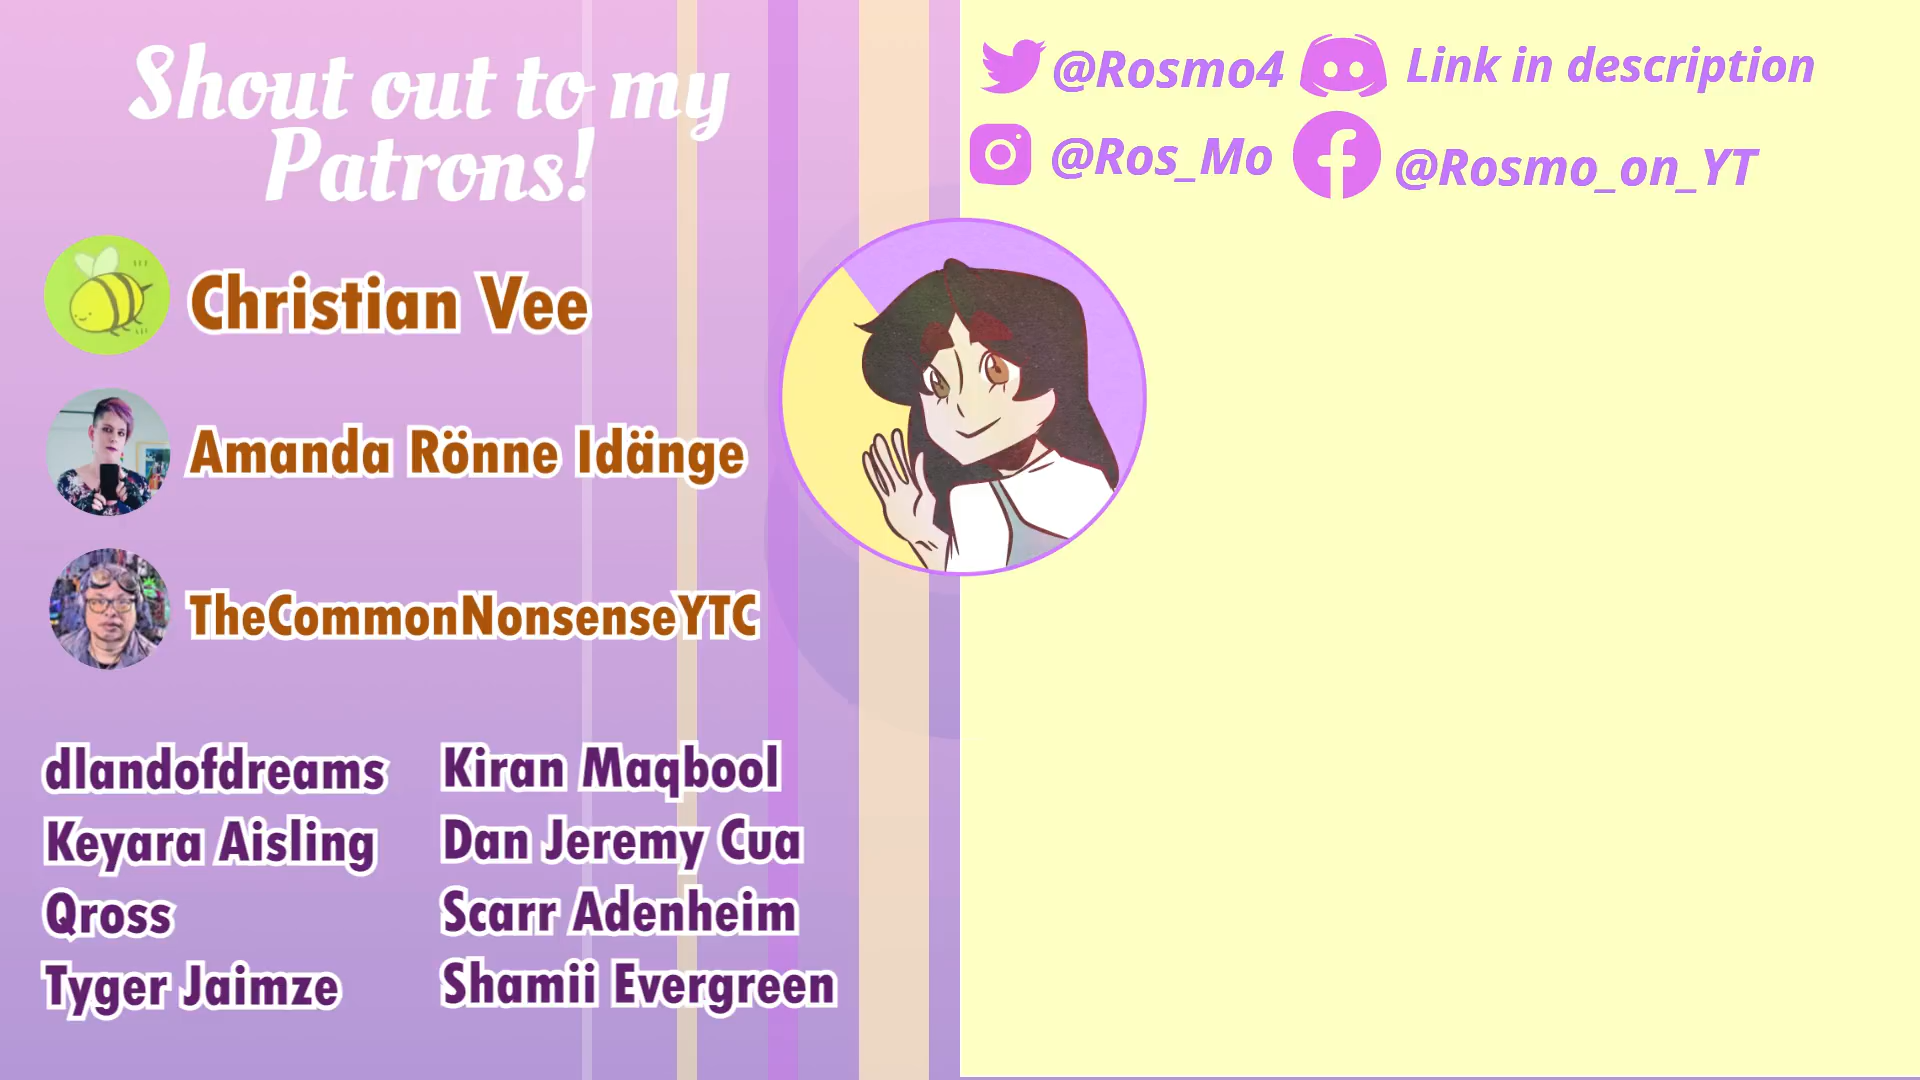 Shout out to my
Patrons!
Christian Vee
Amanda Rönne Idänge
TheCommonNonsenseYTC
dlandofdreams
Keyara Aisling
Qross
Tyger Jaimze
Kiran Maqbool
Dan Jeremy Cua
Scarr Adenheim
Shamii Evergreen
@Rosmo4
Link in description
@Ros_Mo
@Rosmo_on_YT